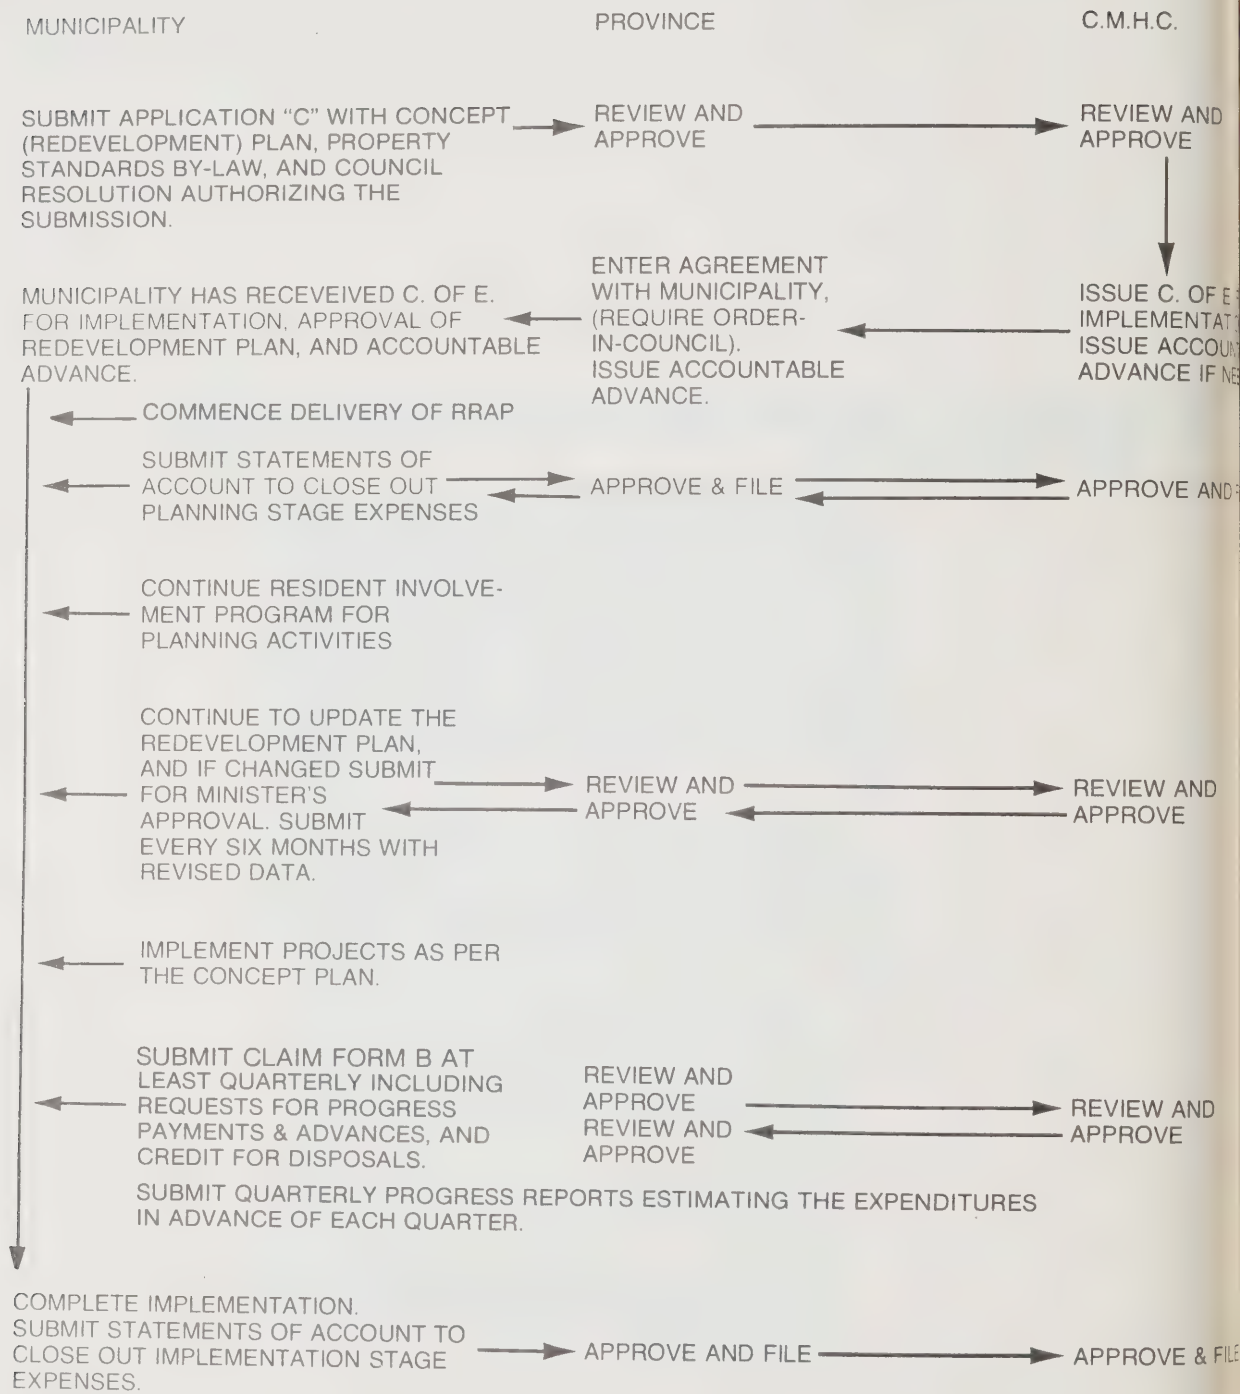 MUNICIPALITY
PROVINCE
C.M.H.C.
SUBMIT APPLICATION “C” WITH CONCEPT
(REDEVELOPMENT) PLAN, PROPERTY
STANDARDS BY-LAW, AND COUNCIL
RESOLUTION AUTHORIZING THE
SUBMISSION.
REVIEW AND
APPROVE
REVIEW AND
APPROVE
MUNICIPALITY HAS RECEVEIVED C. OF E.
FOR IMPLEMENTATION, APPROVAL OF
REDEVELOPMENT PLAN, AND ACCOUNTABLE
ADVANCE.
ENTER AGREEMENT
WITH MUNICIPALITY,
(REQUIRE ORDER-
IN-COUNCIL).
ISSUE ACCOUNTABLE
ADVANCE.
ISSUE C. OF E
ISSUE
ADVANCE IF
COMMENCE DELIVERY OF RRAP
SUBMIT STATEMENTS OF
ACCOUNT TO CLOSE OUT
PLANNING STAGE EXPENSES
APPROVE & FILE
APPROVE AND
CONTINUE RESIDENT INVOLVE-
MENT PROGRAM FOR
PLANNING ACTIVITIES
CONTINUE TO UPDATE THE
REDEVELOPMENT PLAN,
AND IF CHANGED SUBMIT
FOR MINISTER'S
APPROVAL. SUBMIT
EVERY SIX MONTHS WITH
REVISED DATA.
REVIEW AND
APPROVE
REVIEW AND
APPROVE
IMPLEMENT PROJECTS AS PER
THE CONCEPT PLAN.
SUBMIT CLAIM FORM B AT
LEAST QUARTERLY INCLUDING
REQUESTS FOR PROGRESS
PAYMENTS & ADVANCES, AND
CREDIT FOR DISPOSALS.
REVIEW AND
APPROVE
REVIEW AND
APPROVE
REVIEW AND
APPROVE
SUBMIT QUARTERLY PROGRESS REPORTS ESTIMATING THE EXPENDITURES
IN ADVANCE OF EACH QUARTER.
COMPLETE IMPLEMENTATION.
SUBMIT STATEMENTS OF ACCOUNT TO
CLOSE OUT IMPLEMENTATION STAGE
EXPENSES.
APPROVE AND FILE
APPROVE & FILE